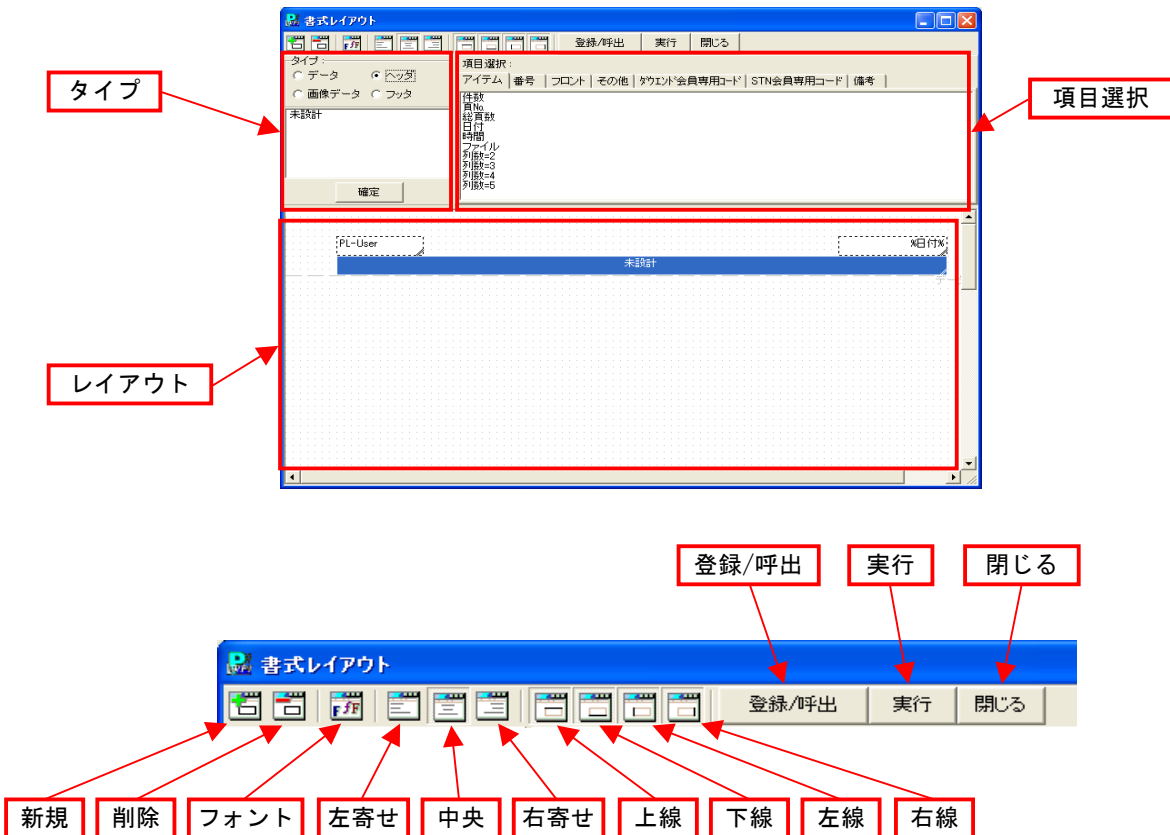 書式レイアウト
登録/呼出 実行 閉じる
タイプ:
データ ヘッダ
画像データ フッタ
未設計
確定
項目選択:
アイテム 番号 フロント その他 ﾀﾞｳｴﾝﾄﾞ会員専用ｺｰﾄﾞ STN会員専用コード 備考
件数
頁No.
総頁数
日付
時間
ファイル
列数=2
列数=3
列数=4
列数=5
タイプ
項目選択
PL-User
%日付%
未設計
レイアウト
登録/呼出 実行 閉じる
書式レイアウト
登録/呼出 実行 閉じる
新規 削除 フォント 左寄せ 中央 右寄せ 上線 下線 左線 右線